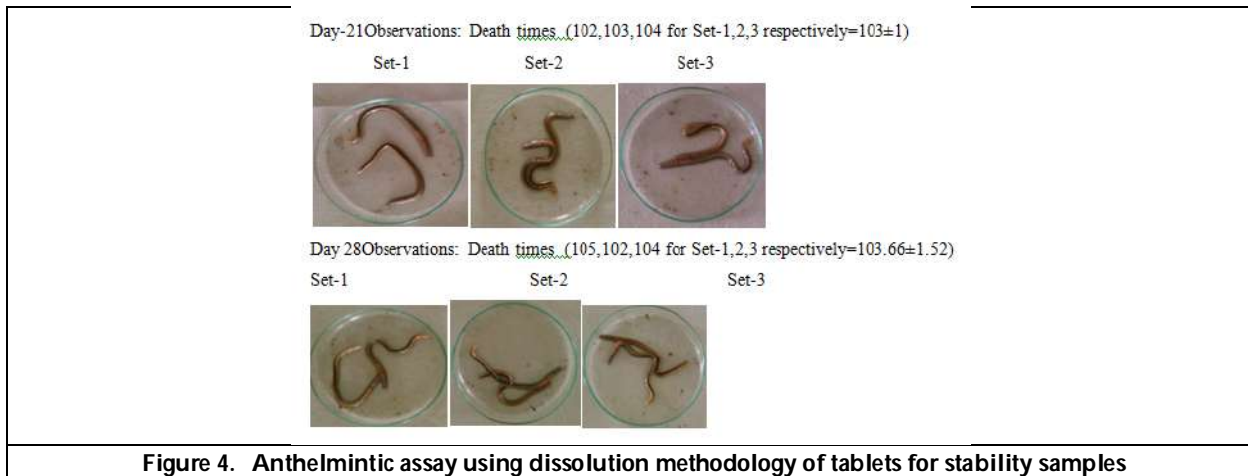 Day-21Observations: Death times (102,103,104 for Set-1,2,3 respectively=103±1)
Set-1 Set-2 Set-3
Day 28Observations: Death times (105,102,104 for Set-1,2,3 respectively=103.66±1.52)
Set-1 Set-2 Set-3
Figure 4. Anthelmintic assay using dissolution methodology of tablets for stability samples